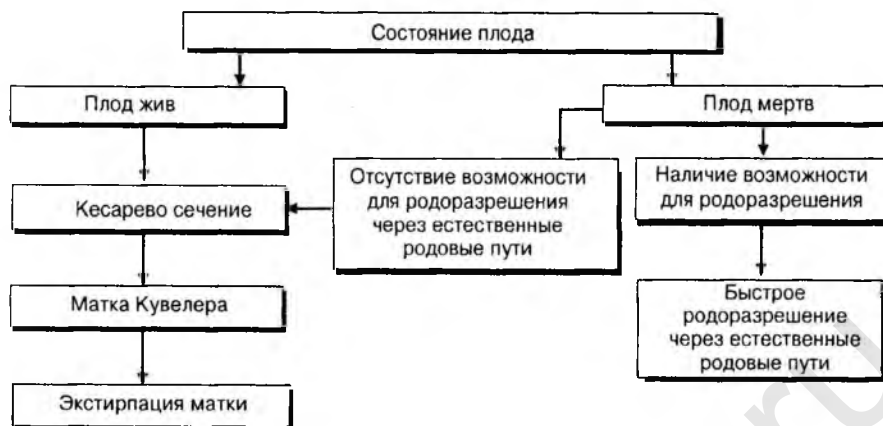 Состояние плода
Плод жив
Плод мертв
Кесарево сечение
Отсутствие возможности
для родоразрешения
через естественные
родовые пути
Наличие возможности
для родоразрешения
Матка Кувелера
Быстрое
родоразрешение
через естественные
родовые пути
Экстирпация матки
ru